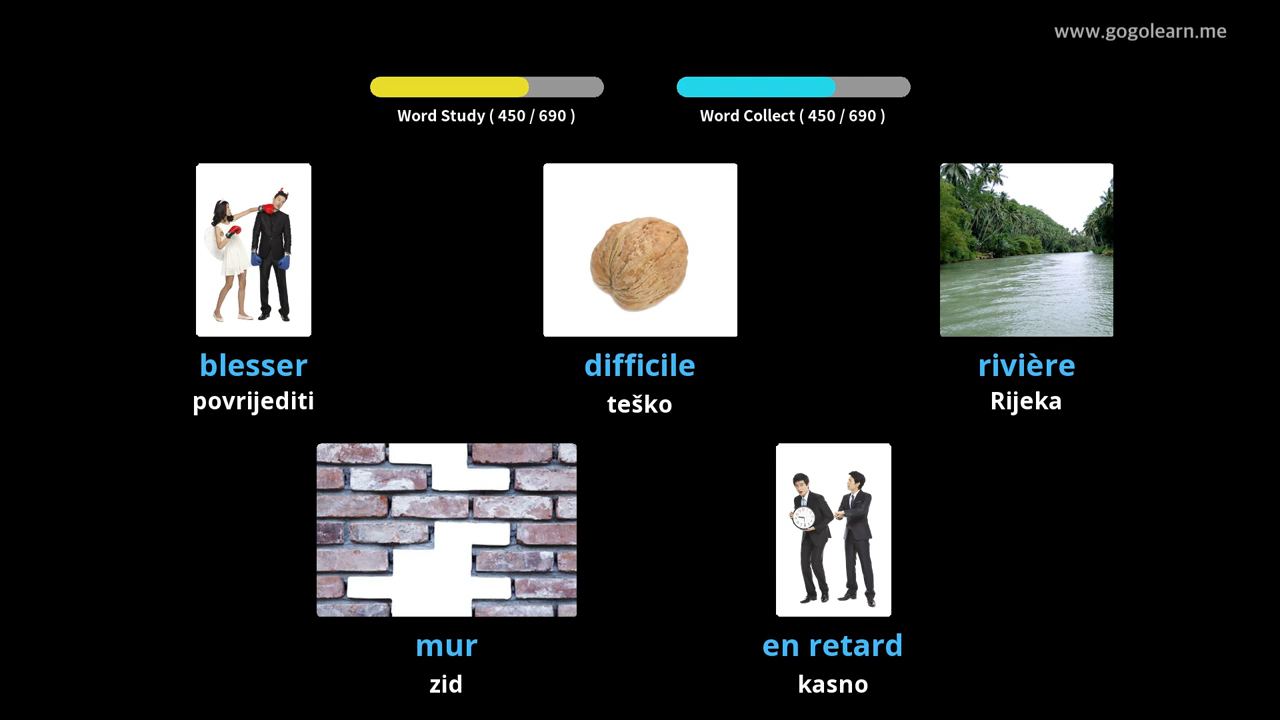 www.gogolearn.me
Word Study ( 450 / 690 )
Word Collect ( 450 / 690 )
blesser
povrijediti
difficile
teško
rivière
Rijeka
mur
zid
en retard
kasno